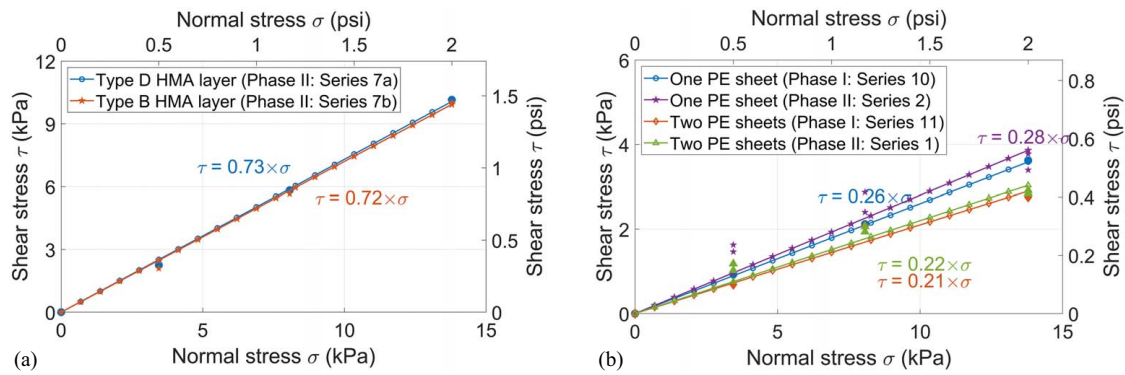 Normal stress σ (psi)
0 0.5 1 1.5 2
12
9
6
3
0
Shear stress τ (kPa)
Type D HMA layer (Phase II: Series 7a)
Type B HMA layer (Phase II: Series 7b)
τ = 0.73×σ
τ = 0.72×σ
1.5
1
0.5
0
Shear stress τ (psi)
0 5 10 15
(a) Normal stress σ (kPa)
Normal stress σ (psi)
0 0.5 1 1.5 2
6
4
2
0
Shear stress τ (kPa)
One PE sheet (Phase I: Series 10)
One PE sheet (Phase II: Series 2)
Two PE sheets (Phase I: Series 11)
Two PE sheets (Phase II: Series 1)
τ = 0.28×σ
τ = 0.26×σ
τ = 0.22×σ
τ = 0.21×σ
0.8
0.6
0.4
0.2
0
Shear stress τ (psi)
0 5 10 15
(b) Normal stress σ (kPa)